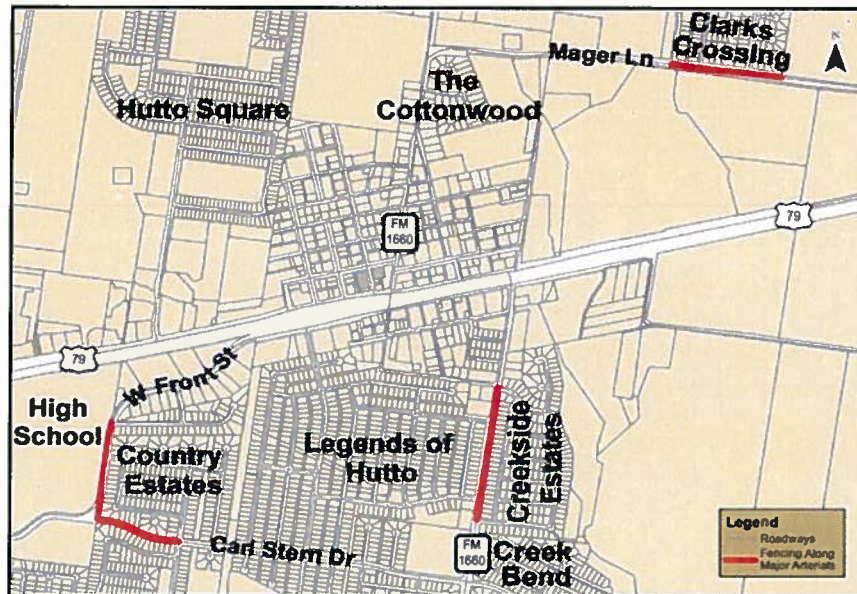 Clarks
Crossing
Mager Ln
N
The
Cottonwood
Hutto Square
FM
1660
79
79
W Front St
High
School
Country
Estates
Legends of
Hutto
Creekside
Estates
Carl Stern Dr
FM
1660
Creek
Bend
Legend
Roadways
Fencing Along
Major Arterials